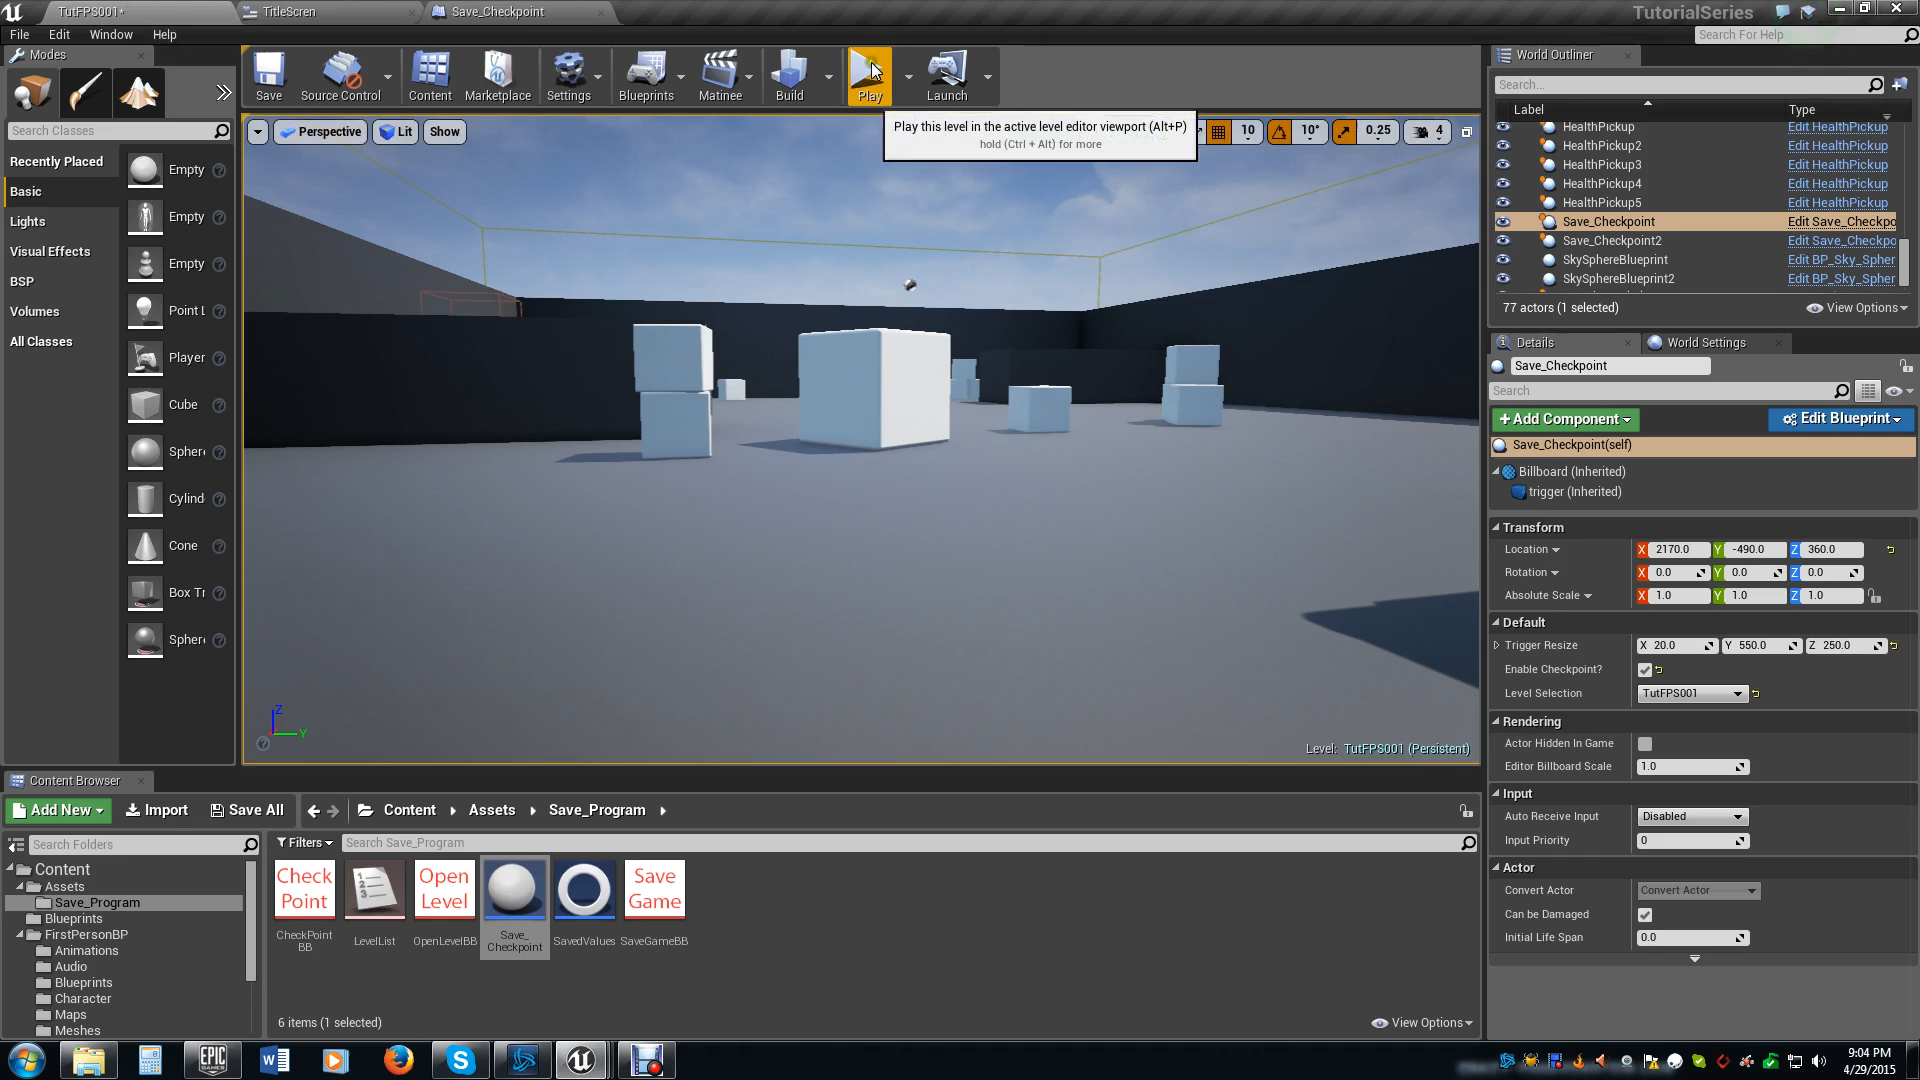 TutFPS001*
TitleScren
Save_Checkpoint
TutorialSeries
File
Edit
Window
Help
Search For Help
Modes
Save
Source Control
Content
Marketplace
Settings
Blueprints
Matinee
Build
Play
Launch
Play this level in the active level editor viewport (Alt+P)
hold (Ctrl + Alt) for more
Search Classes
Recently Placed
Basic
Lights
Visual Effects
BSP
Volumes
All Classes
Empty
Empty
Empty
Point L
Player
Cube
Sphere
Cylind
Cone
Box Tr
Sphere
Perspective
Lit
Show
10
10°
0.25
4
Z
Y
Level: TutFPS001 (Persistent)
World Outliner
Search...
Label
Type
HealthPickup
Edit HealthPickup
HealthPickup2
Edit HealthPickup
HealthPickup3
Edit HealthPickup
HealthPickup4
Edit HealthPickup
HealthPickup5
Edit HealthPickup
Save_Checkpoint
Edit Save_Checkpo
Save_Checkpoint2
Edit Save_Checkpo
SkySphereBlueprint
Edit BP_Sky_Spher
SkySphereBlueprint2
Edit BP_Sky_Spher
77 actors (1 selected)
View Options
Details
World Settings
Save_Checkpoint
Search
+Add Component
Edit Blueprint
Save_Checkpoint(self)
Billboard (Inherited)
trigger (Inherited)
Transform
Location
X 2170.0 Y -490.0 Z 360.0
Rotation
X 0.0 Y 0.0 Z 0.0
Absolute Scale
X 1.0 Y 1.0 Z 1.0
Default
Trigger Resize
X 20.0 Y 550.0 Z 250.0
Enable Checkpoint?
Level Selection
TutFPS001
Rendering
Actor Hidden In Game
Editor Billboard Scale
1.0
Input
Auto Receive Input
Disabled
Input Priority
0
Actor
Convert Actor
Convert Actor
Can be Damaged
Initial Life Span
0.0
Content Browser
Add New
Import
Save All
Content
Assets
Save_Program
Search Folders
Filters
Search Save_Program
Content
Assets
Save_Program
Blueprints
FirstPersonBP
Animations
Audio
Blueprints
Character
Maps
Meshes
Check Point
1
2
3
Open Level
Save Game
CheckPoint BB
LevelList
OpenLevelBB
Save_ Checkpoint
SavedValues
SaveGameBB
6 items (1 selected)
View Options
EPIC GAMES
W
S
9:04 PM
4/29/2015